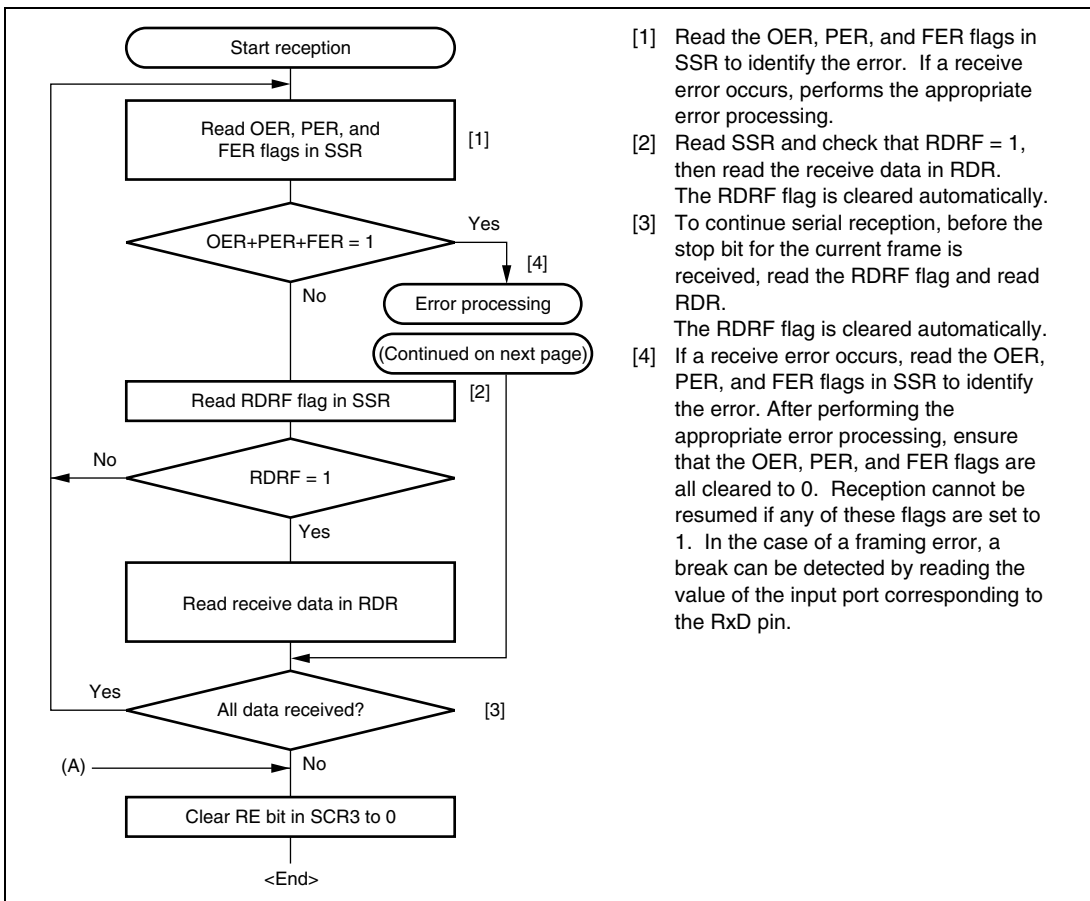 Start reception
Read OER, PER, and
FER flags in SSR
[1]
OER+PER+FER = 1
Yes
[4]
No
Error processing
(Continued on next page)
Read RDRF flag in SSR
[2]
No
RDRF = 1
Yes
Read receive data in RDR
Yes
All data received?
[3]
(A)
No
Clear RE bit in SCR3 to 0
<End>
[1] Read the OER, PER, and FER flags in
SSR to identify the error. If a receive
error occurs, performs the appropriate
error processing.
[2] Read SSR and check that RDRF = 1,
then read the receive data in RDR.
The RDRF flag is cleared automatically.
[3] To continue serial reception, before the
stop bit for the current frame is
received, read the RDRF flag and read
RDR.
The RDRF flag is cleared automatically.
[4] If a receive error occurs, read the OER,
PER, and FER flags in SSR to identify
the error. After performing the
appropriate error processing, ensure
that the OER, PER, and FER flags are
all cleared to 0. Reception cannot be
resumed if any of these flags are set to
1. In the case of a framing error, a
break can be detected by reading the
value of the input port corresponding to
the RxD pin.